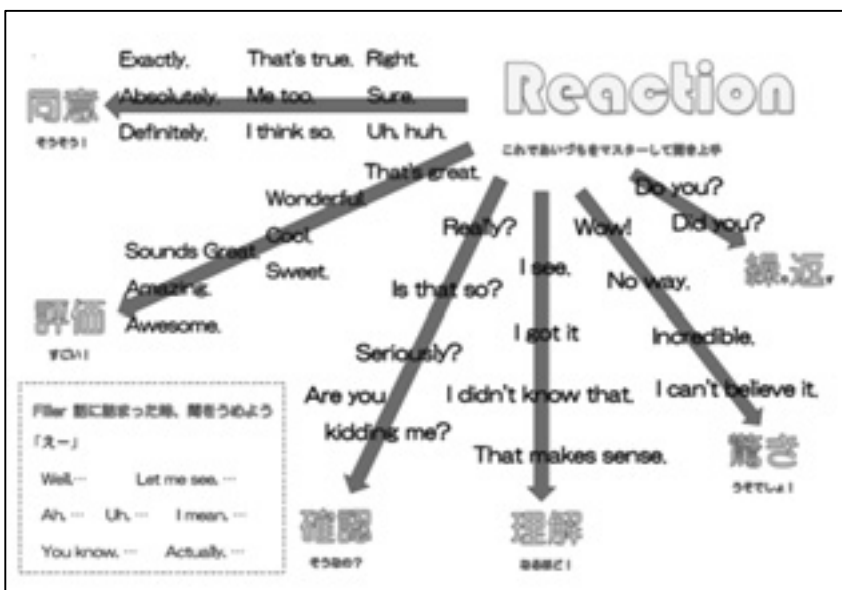 Reaction
これであいづちをマスターして聞き上手
Exactly. That's true. Right.
Absolutely. Me too. Sure.
Definitely. I think so. Uh, huh.
同意
そうそう！
That's great.
Wonderful.
Cool.
Sweet.
Sounds Great.
Amazing.
Awesome.
評価
すごい！
Really?
Is that so?
Seriously?
Are you
kidding me?
確認
そうなの？
I see.
I got it
I didn't know that.
That makes sense.
理解
なるほど！
Wow!
No way.
Incredible.
I can't believe it.
驚き
うそでしょ！
Do you?
Did you?
繰り返す
Filler 話に詰まった時、間をうめよう
「えー」
Well,… Let me see, …
Ah, … Uh, … I mean, …
You know, … Actually, …